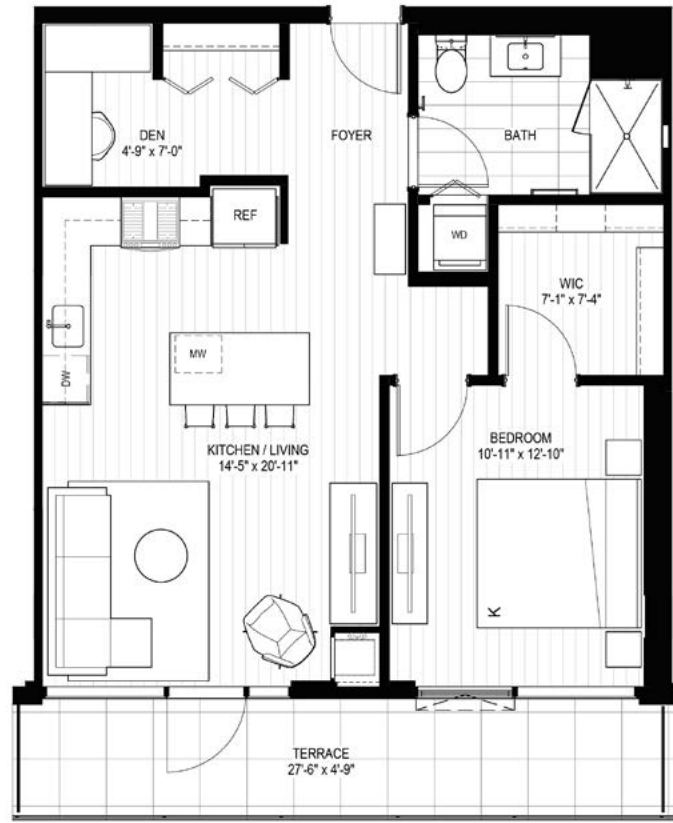 DEN
4'-9" x 7'-0"
FOYER
BATH
REF
WD
WIC
7'-1" x 7'-4"
MW
DW
KITCHEN / LIVING
14'-5" x 20'-11"
BEDROOM
10'-11" x 12'-10"
K
TERRACE
27'-6" x 4'-9"